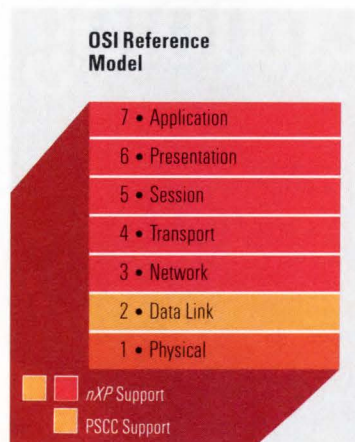 OSI Reference
Model
7 • Application
6 • Presentation
5 • Session
4 • Transport
3 • Network
2 • Data Link
1 • Physical
nXP Support
PSCC Support